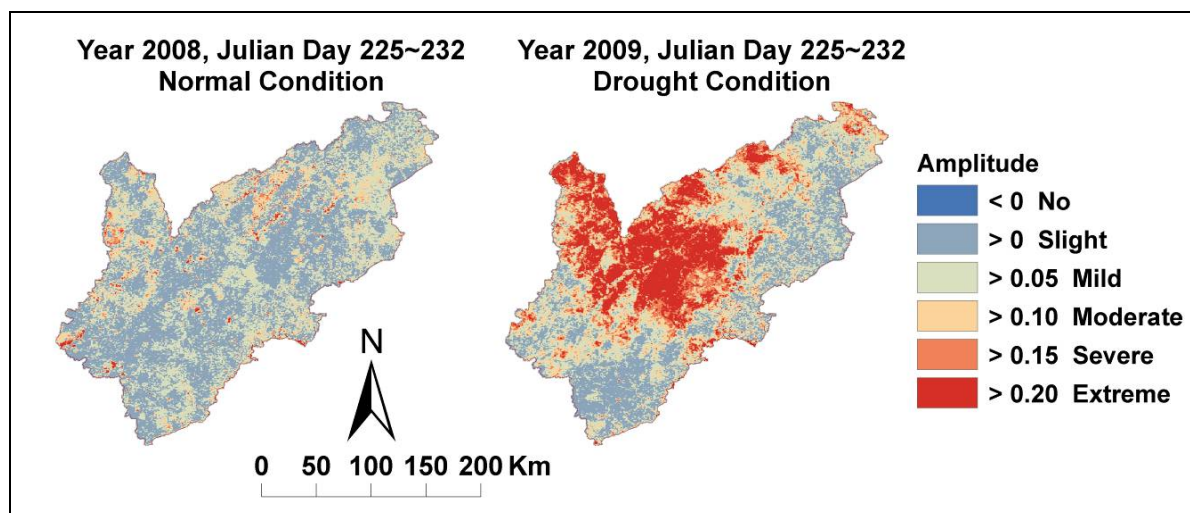 Year 2008, Julian Day 225~232
Normal Condition
Year 2009, Julian Day 225~232
Drought Condition
Amplitude
< 0 No
> 0 Slight
> 0.05 Mild
> 0.10 Moderate
> 0.15 Severe
> 0.20 Extreme
N
0 50 100 150 200 Km